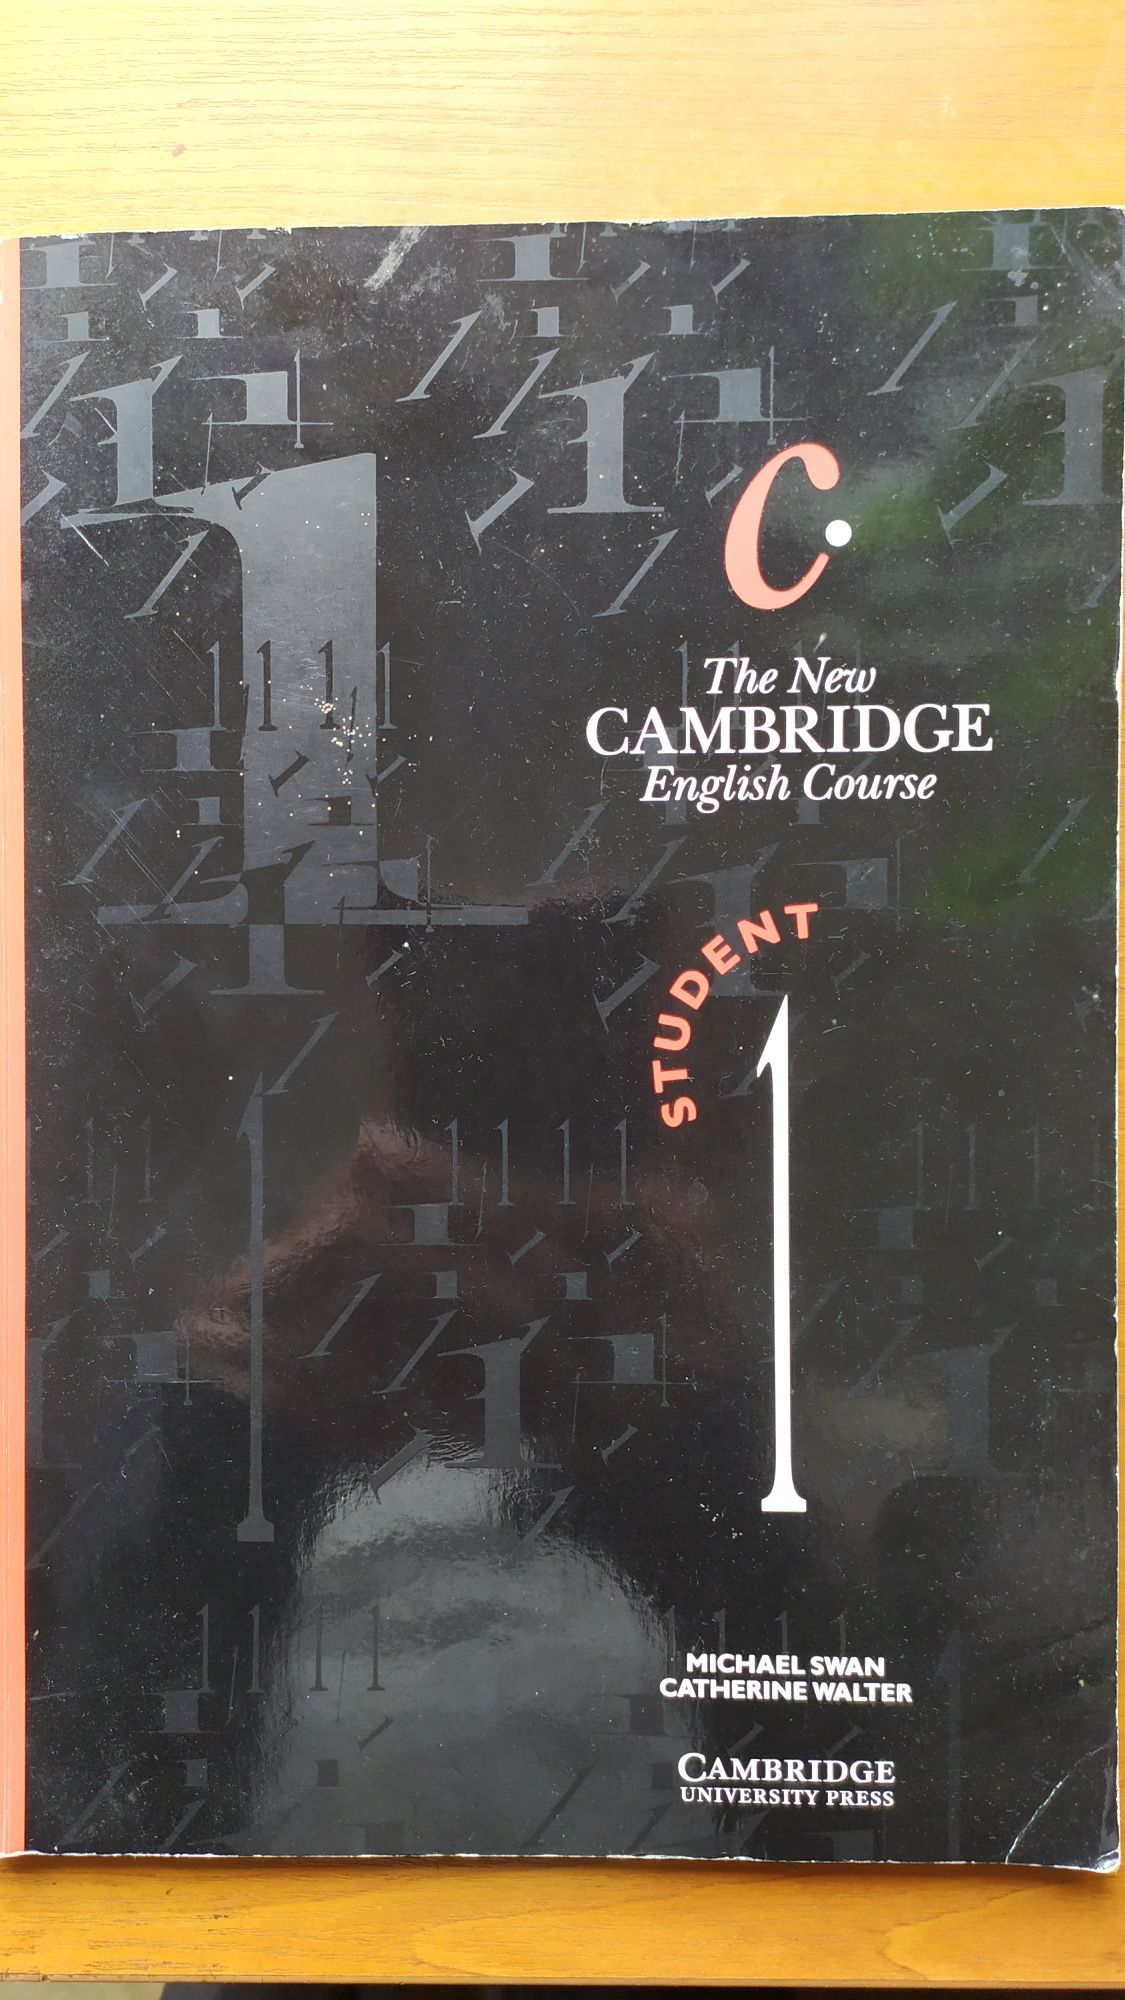 C
The New
CAMBRIDGE
English Course
STUDENT
1
MICHAEL SWAN
CATHERINE WALTER
CAMBRIDGE
UNIVERSITY PRESS